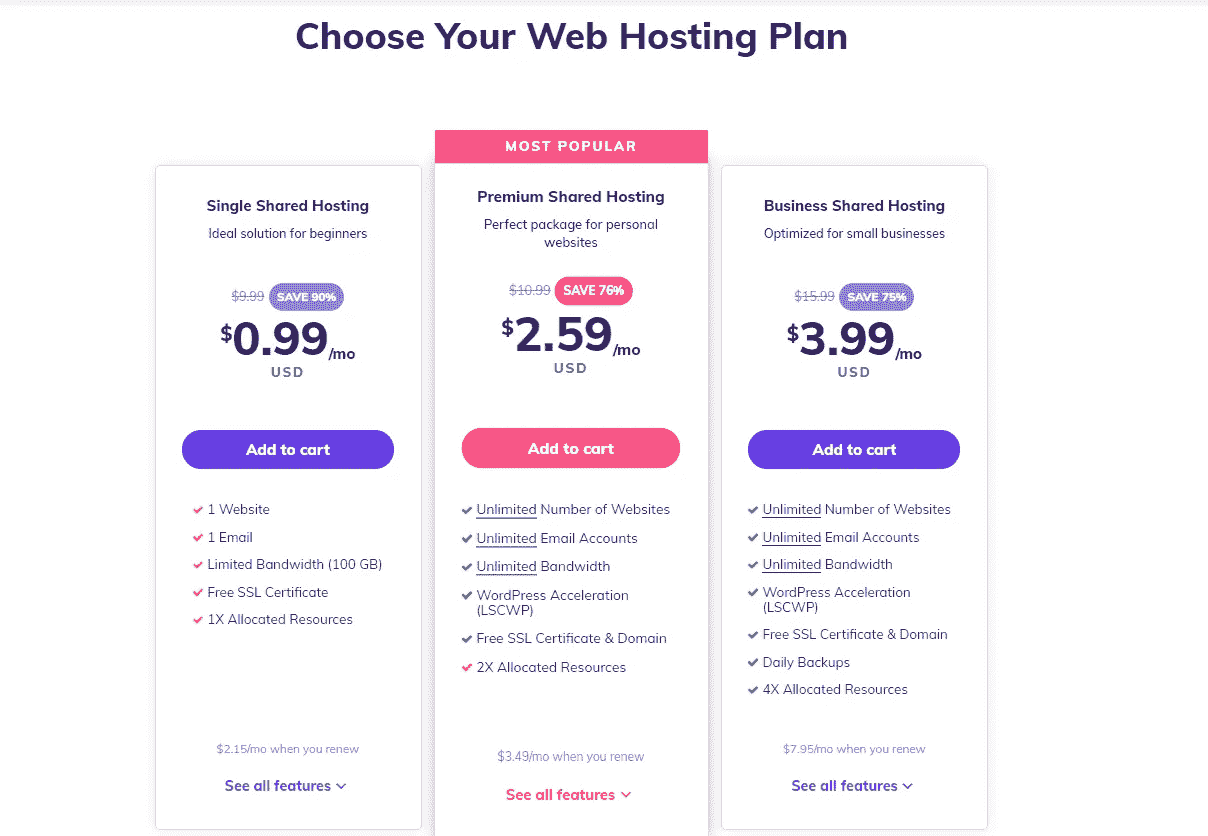 Choose Your Web Hosting Plan
Single Shared Hosting
Ideal solution for beginners
$9.99 SAVE 90%
$0.99/mo
USD
Add to cart
1 Website
1 Email
Limited Bandwidth (100 GB)
Free SSL Certificate
1X Allocated Resources
$2.15/mo when you renew
See all features
MOST POPULAR
Premium Shared Hosting
Perfect package for personal
websites
$10.99 SAVE 76%
$2.59/mo
USD
Add to cart
Unlimited Number of Websites
Unlimited Email Accounts
Unlimited Bandwidth
WordPress Acceleration
(LSCWP)
Free SSL Certificate & Domain
2X Allocated Resources
$3.49/mo when you renew
See all features
Business Shared Hosting
Optimized for small businesses
$15.99 SAVE 75%
$3.99/mo
USD
Add to cart
Unlimited Number of Websites
Unlimited Email Accounts
Unlimited Bandwidth
WordPress Acceleration
(LSCWP)
Free SSL Certificate & Domain
Daily Backups
4X Allocated Resources
$7.95/mo when you renew
See all features